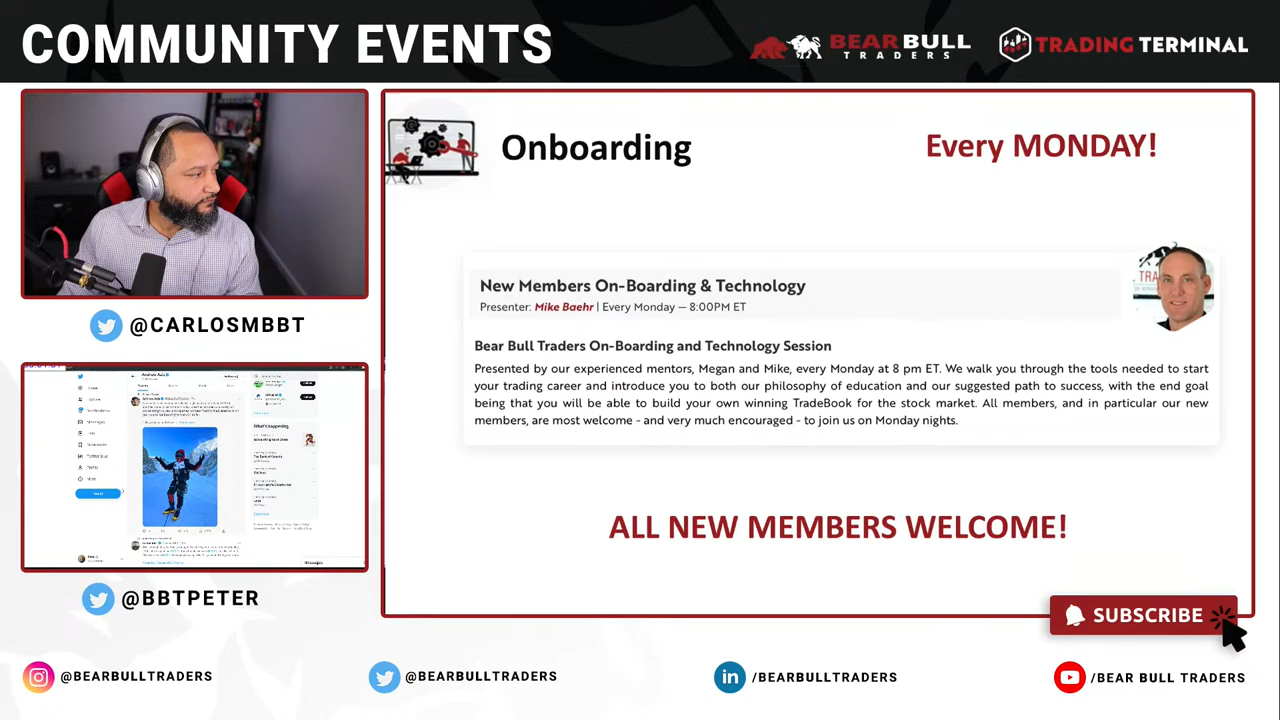 COMMUNITY EVENTS
BEAR BULL
TRADERS
TRADING TERMINAL
Onboarding
Every MONDAY!
New Members On-Boarding & Technology
Presenter: Mike Baehr | Every Monday — 8:00PM ET
Bear Bull Traders On-Boarding and Technology Session
Presented by our experienced mentors, Megan and Mike, every Monday at 8 pm ET. We walk you through the tools needed to start
your trading career and introduce you to both our philosophy of education and our suggested path to success, with the end goal
being that you will be able to build your own winning TradeBook in the stock market. All members, and in particular our new
members, are most welcome - and very much encouraged - to join us on Monday nights.
ALL NEW MEMBERS WELCOME!
@CARLOSMBBT
What's happening
@BBTPETER
SUBSCRIBE
@BEARBULLTRADERS
@BEARBULLTRADERS
/BEARBULLTRADERS
/BEAR BULL TRADERS